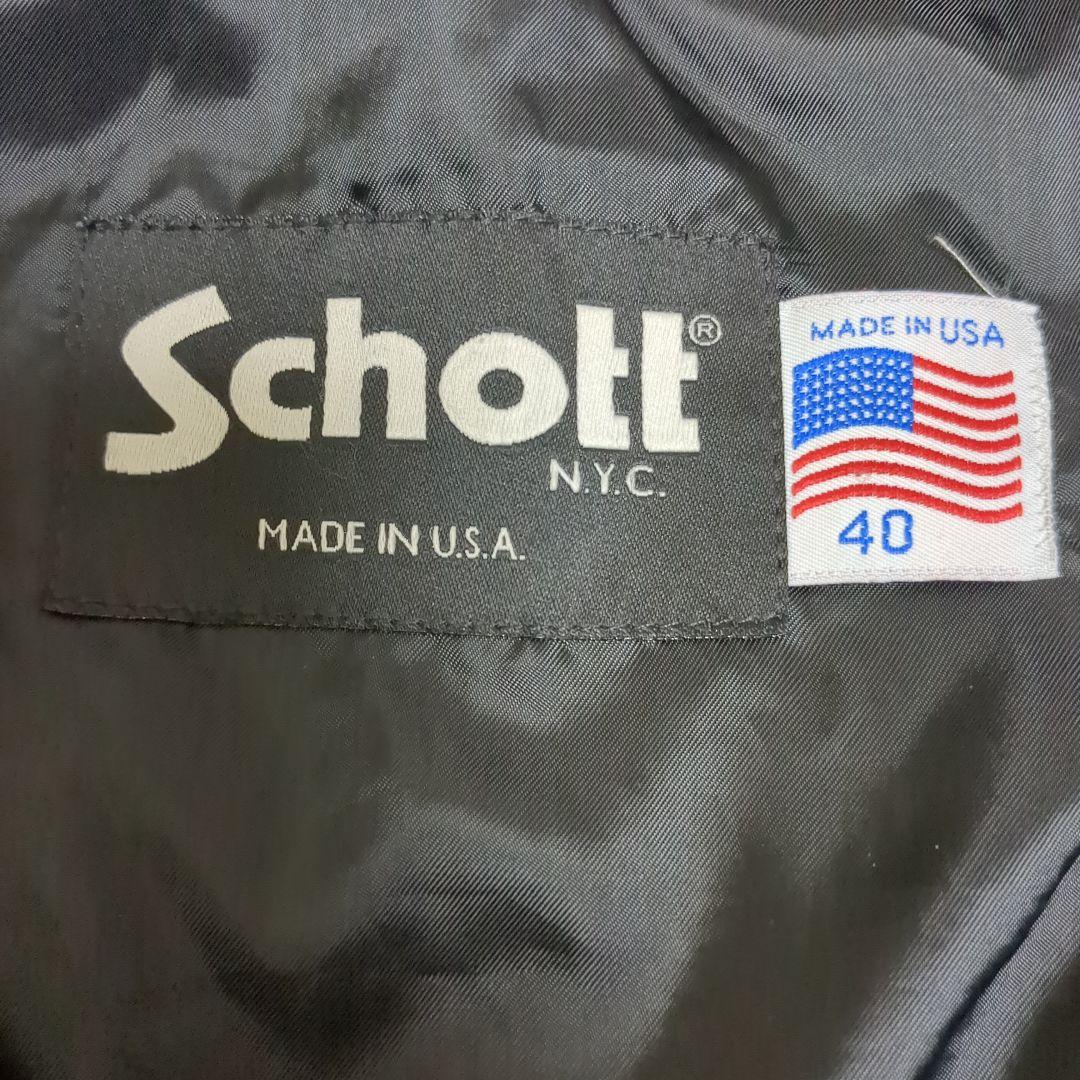 Schott®
N.Y.C.
MADE IN U.S.A.
MADE IN USA
40